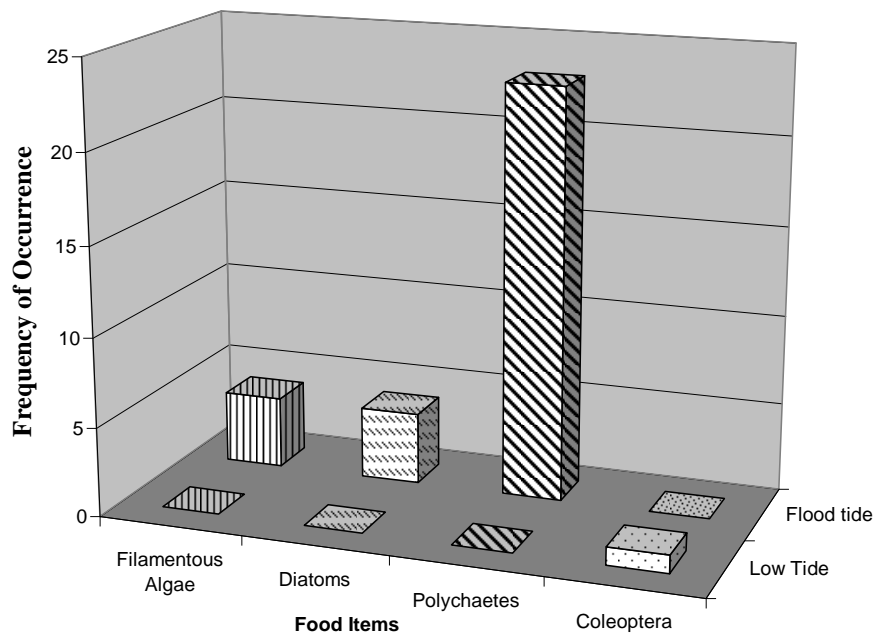 25
20
15
10
5
0
Frequency of Occurrence
Filamentous
Algae
Diatoms
Polychaetes
Coleoptera
Food Items
Flood tide
Low Tide